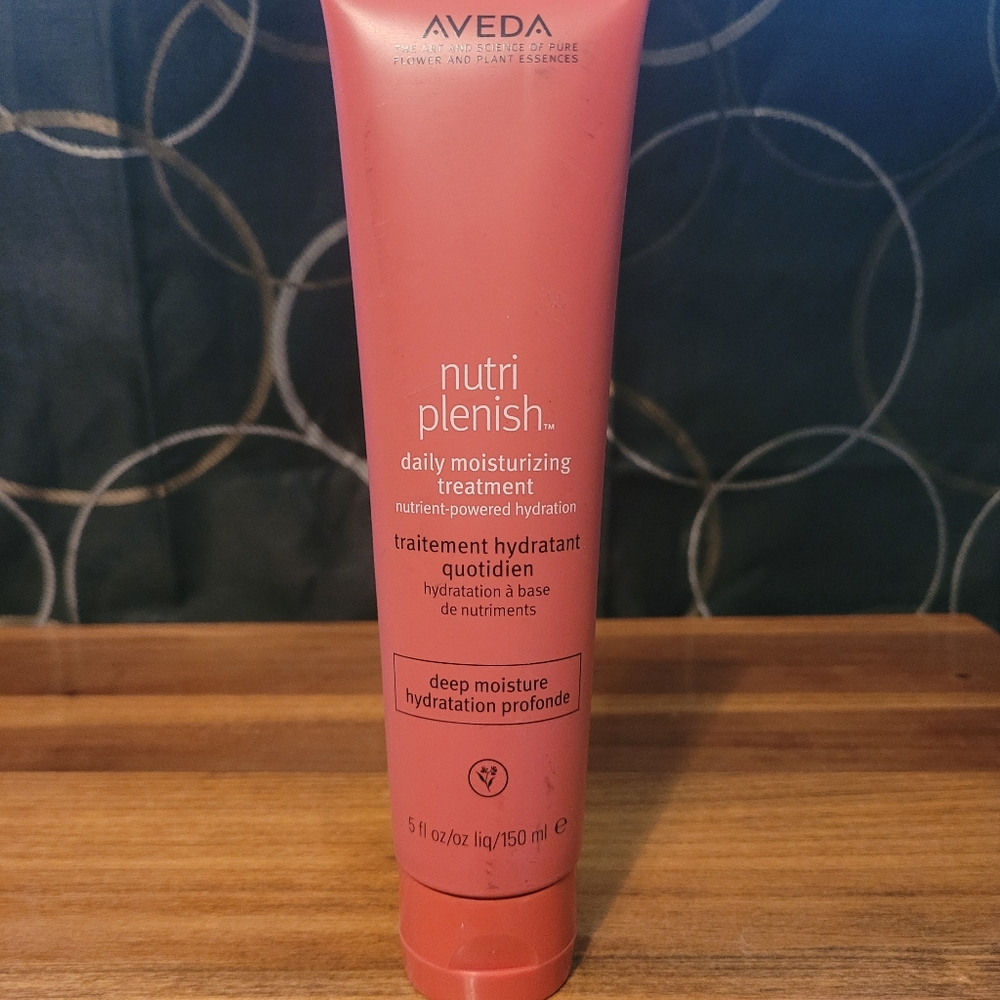 AVEDA
THE ART AND SCIENCE OF PURE
FLOWER AND PLANT ESSENCES
nutri
plenish™
daily moisturizing
treatment
nutrient-powered hydration
traitement hydratant
quotidien
hydratation à base
de nutriments
deep moisture
hydratation profonde
5 fl oz/oz liq/150 ml ℮